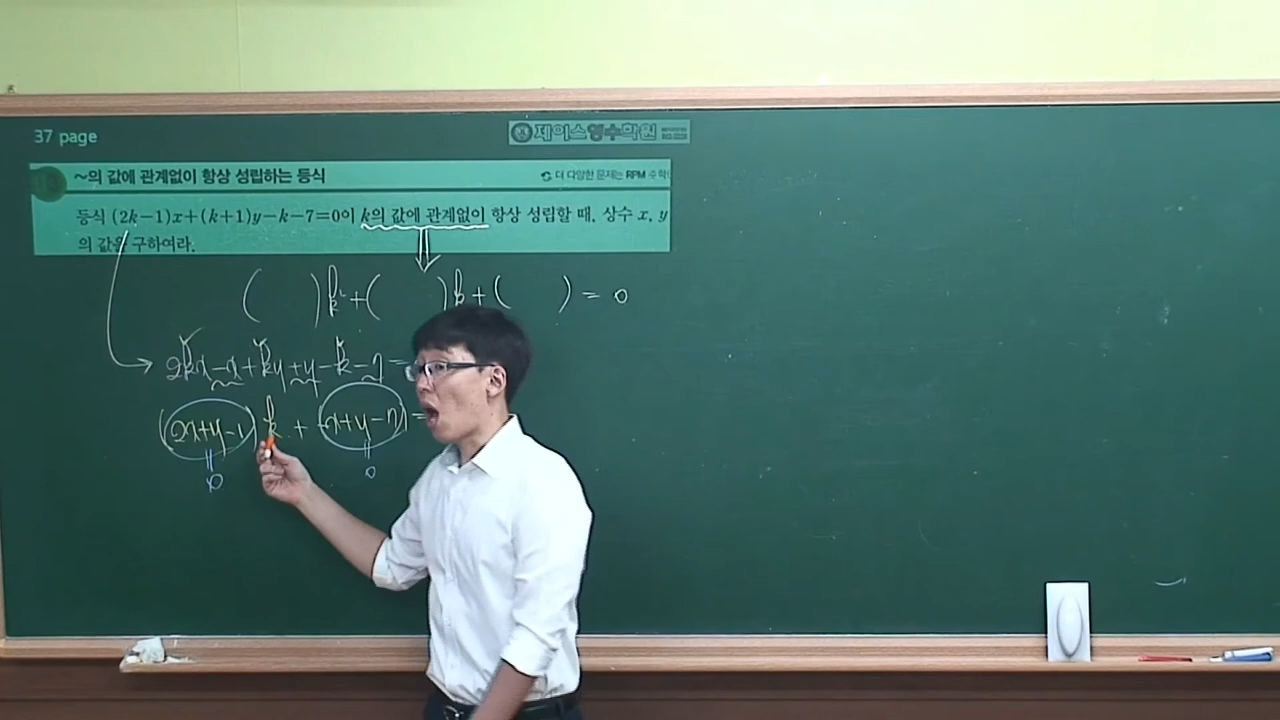 37 page
제이스영수학원
~의 값에 관계없이 항상 성립하는 등식
더 다양한 문제는 RPM 수학
등식 (2k-1)x+(k+1)y-k-7=0이 k의 값에 관계없이 항상 성립할 때, 상수 x, y
의 값을 구하여라.
( )k²+( )k+( )=0
2kx-x+ky+y-k-7=
(2x+y-1)k+(-x+y-7)=
0
0